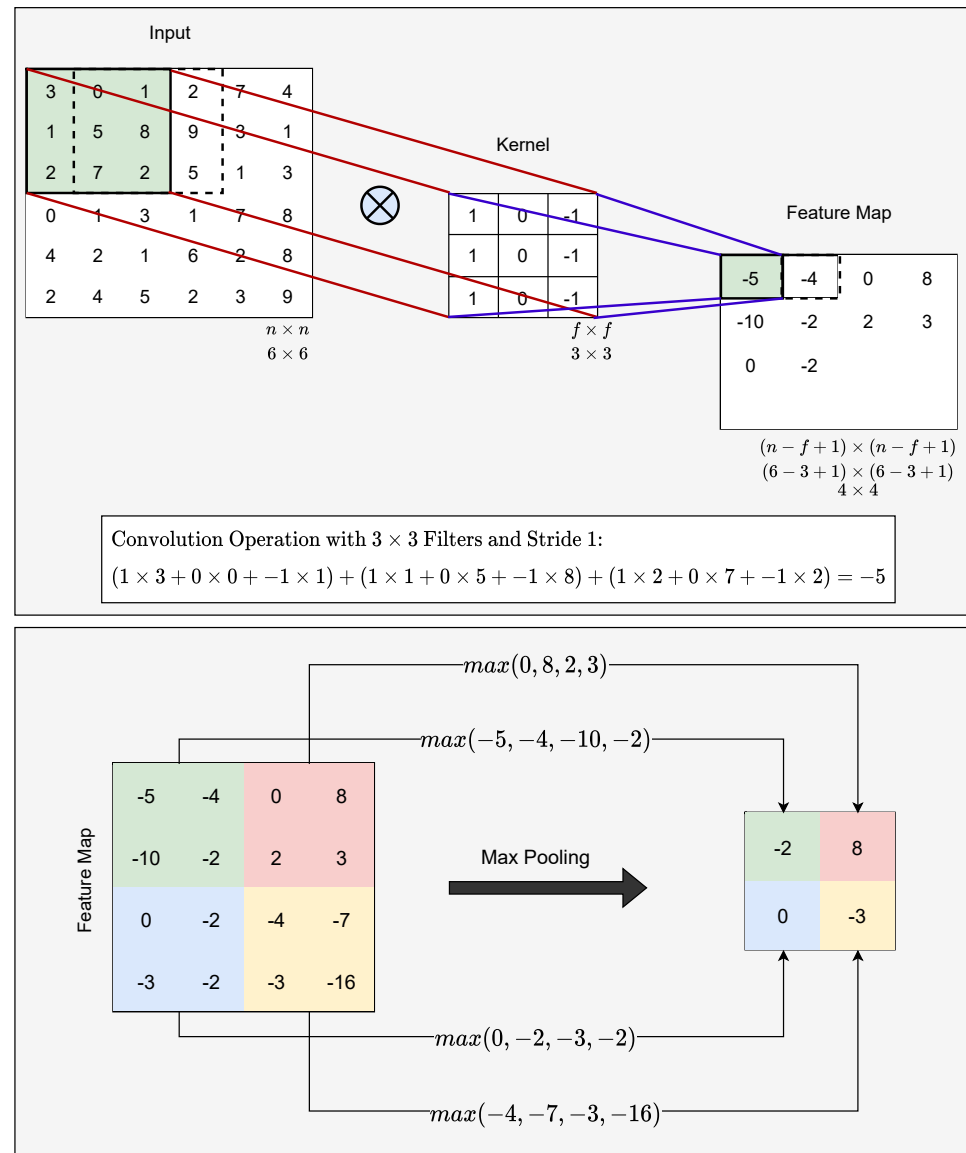 Input
3 0 1 2 7 4
1 5 8 9 3 1
2 7 2 5 1 3
0 1 3 1 7 8
4 2 1 6 2 8
2 4 5 2 3 9
n × n
6 × 6
Kernel
1 0 -1
1 0 -1
1 0 -1
f × f
3 × 3
Feature Map
-5 -4 0 8
-10 -2 2 3
0 -2
(n − f + 1) × (n − f + 1)
(6 − 3 + 1) × (6 − 3 + 1)
4 × 4
Convolution Operation with 3 × 3 Filters and Stride 1:
(1 × 3 + 0 × 0 + −1 × 1) + (1 × 1 + 0 × 5 + −1 × 8) + (1 × 2 + 0 × 7 + −1 × 2) = −5
max(0, 8, 2, 3)
max(−5, −4, −10, −2)
Feature Map
-5 -4 0 8
-10 -2 2 3
0 -2 -4 -7
-3 -2 -3 -16
Max Pooling
-2 8
0 -3
max(0, −2, −3, −2)
max(−4, −7, −3, −16)